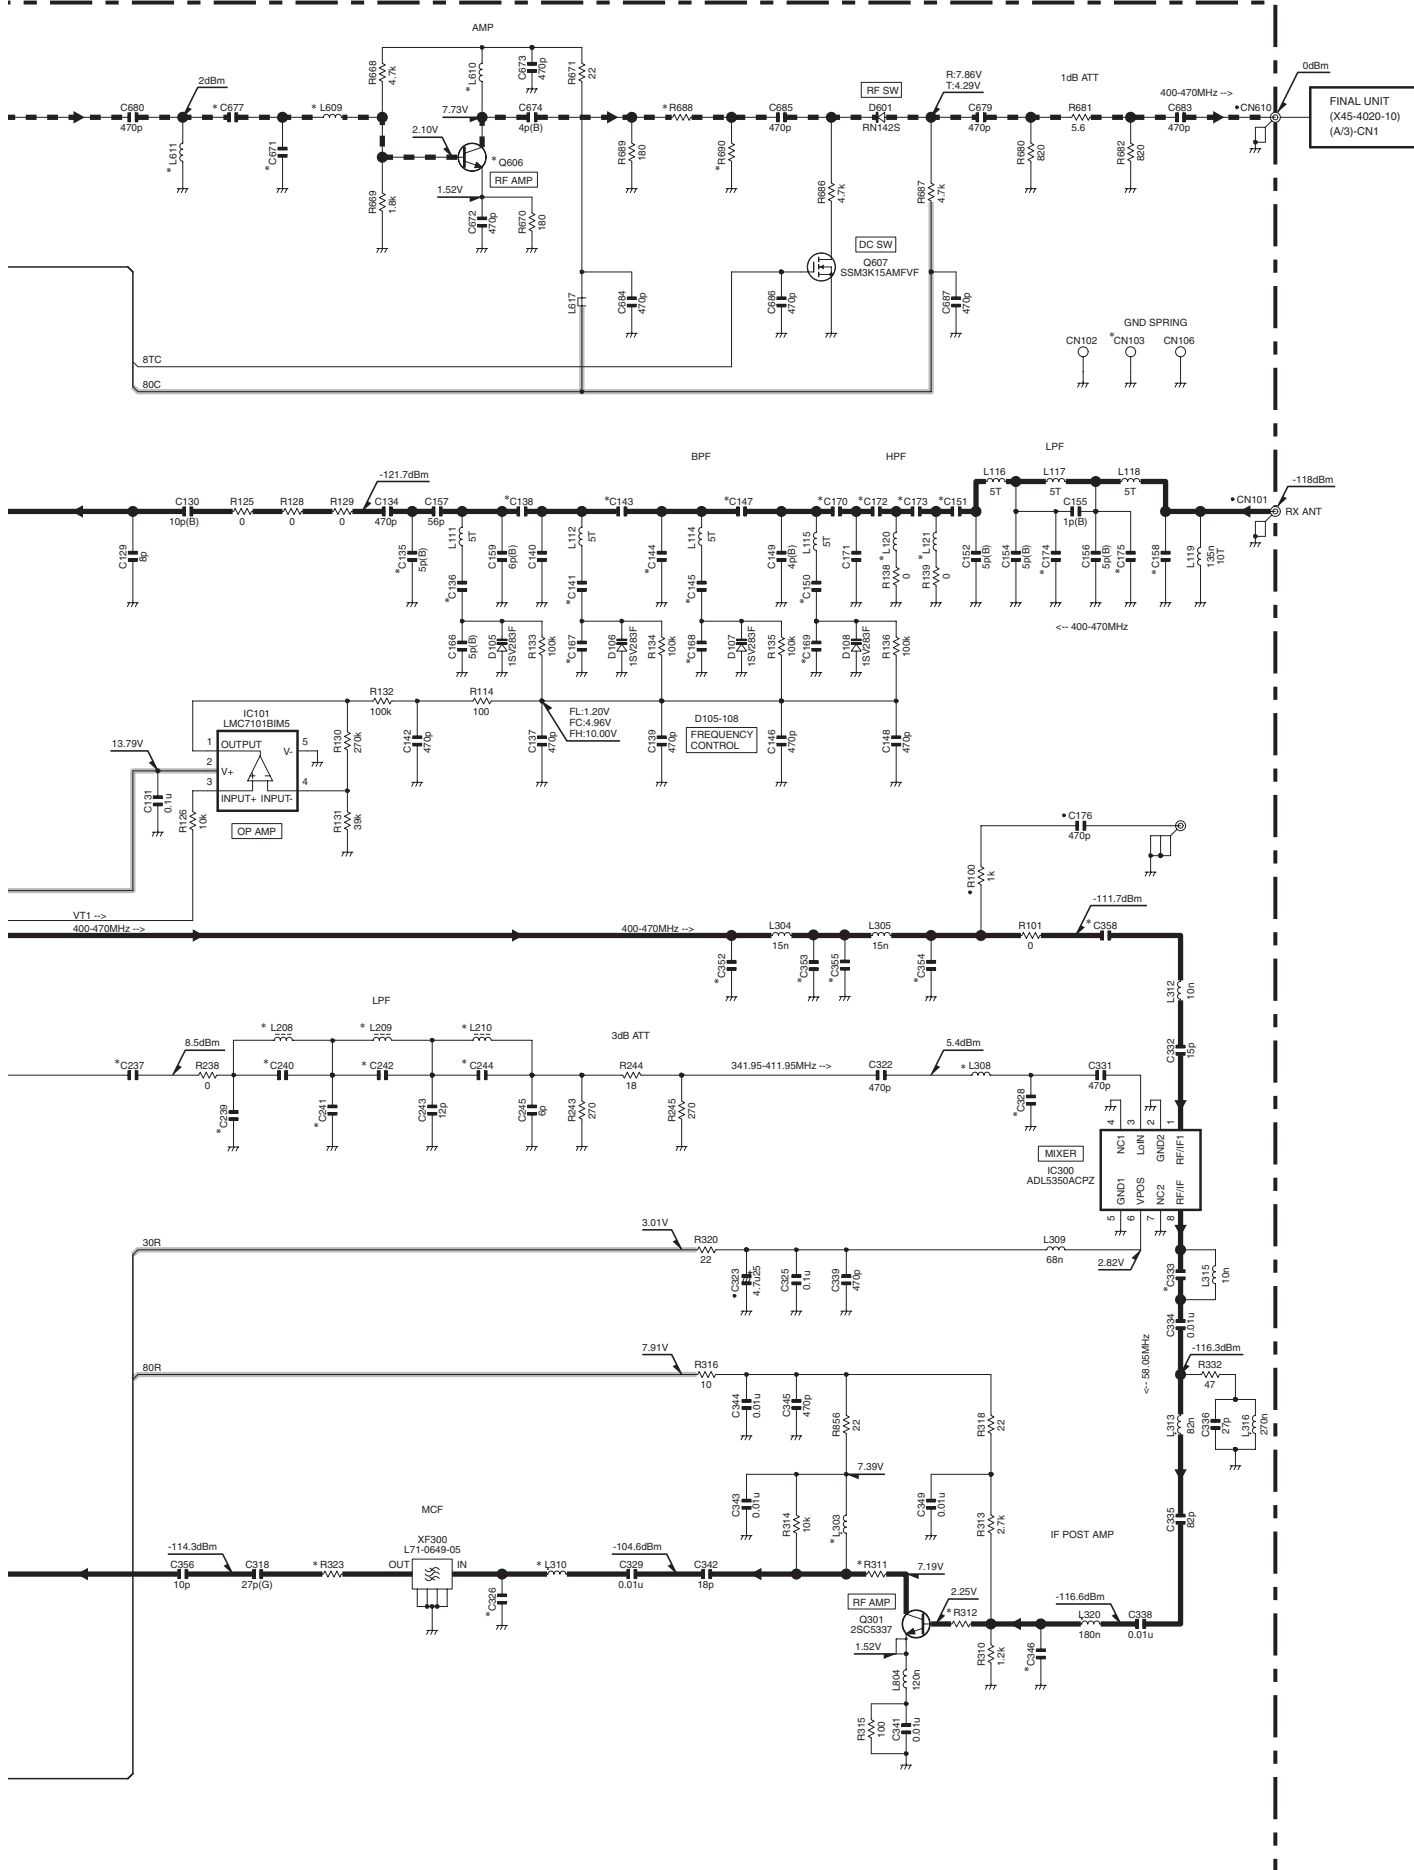 AMP
R668
4.7k
* L610
C673
470p
R671
22
2dBm
C680
470p
* C677
* L609
7.73V
C674
4p(B)
* R688
C685
470p
RF SW
D601
RN142S
R:7.86V
T:4.29V
C679
470p
1dB ATT
R681
5.6
400-470MHz -->
C683
470p
•CN610
0dBm
FINAL UNIT
(X45-4020-10)
(A/3)-CN1
* L611
* C671
2.10V
* Q606
RF AMP
R689
180
* R690
R680
820
R682
820
R669
1.8k
1.52V
C672
470p
R670
180
R686
4.7k
R687
4.7k
DC SW
Q607
SSM3K15AMFVF
L617
C684
470p
C686
470p
C687
470p
GND SPRING
CN102
*CN103
CN106
8TC
80C
BPF
HPF
LPF
L116
5T
L117
5T
L118
5T
-121.7dBm
-118dBm
C130
10p(B)
R125
0
R128
0
R129
0
C134
470p
C157
56p
*C138
*C143
*C147
*C170
*C172
*C173
*C151
C155
1p(B)
•CN101
RX ANT
C129
8p
*C135
5p(B)
L111
5T
C159
6p(B)
C140
L112
5T
*C144
L114
5T
C149
4p(B)
L115
5T
C171
* L120
* L121
C152
5p(B)
C154
5p(B)
*C174
C156
5p(B)
*C175
*C158
L119
135n
10T
*C136
*C141
*C145
*C150
R138
0
R139
0
<-- 400-470MHz
C166
5p(B)
D105
1SV283F
R133
100k
*C167
D106
1SV283F
R134
100k
*C168
D107
1SV283F
R135
100k
*C169
D108
1SV283F
R136
100k
R132
100k
R114
100
IC101
LMC7101BIM5
FL:1.20V
FC:4.96V
FH:10.00V
D105-108
FREQUENCY
CONTROL
13.79V
1
OUTPUT
5
V-
2
V+
3
4
INPUT+
INPUT-
R130
270k
C142
470p
C137
470p
C139
470p
C146
470p
C148
470p
C131
0.1u
R126
10k
OP AMP
R131
39k
• C176
470p
• R100
1k
VT1 -->
400-470MHz -->
400-470MHz -->
L304
15n
L305
15n
R101
0
-111.7dBm
* C358
*C352
*C353
*C355
*C354
L312
10n
LPF
* L208
* L209
* L210
3dB ATT
C332
15p
*C237
8.5dBm
R238
0
*C240
* C242
* C244
R244
18
341.95-411.95MHz -->
C322
470p
5.4dBm
* L308
C331
470p
*C239
*C241
C243
12p
C245
6p
R243
270
R245
270
*C328
MIXER
IC300
ADL5350ACPZ
4
3
2
1
NC1
LoIN
GND2
RF/IF1
GND1
VPOS
NC2
RF/IF
5
6
7
8
30R
3.01V
R320
22
L309
68n
2.82V
•C323
4.7u25
C325
0.1u
C339
470p
*C333
L315
10n
C334
0.01u
<-- 58.05MHz
-116.3dBm
80R
7.91V
R316
10
R332
47
C344
0.01u
C345
470p
R856
22
R318
22
L313
82n
C336
27p
L316
270n
7.39V
C343
0.01u
R314
10k
*L303
C349
0.01u
R313
2.7k
C335
82p
MCF
IF POST AMP
XF300
L71-0649-05
-114.3dBm
-104.6dBm
C356
10p
C318
27p(G)
* R323
OUT
IN
* L310
C329
0.01u
C342
18p
*R311
7.19V
*C326
RF AMP
Q301
2SC5337
2.25V
*R312
-116.6dBm
L320
180n
C338
0.01u
1.52V
R310
1.2k
*C346
L804
120n
R315
100
C341
0.01u